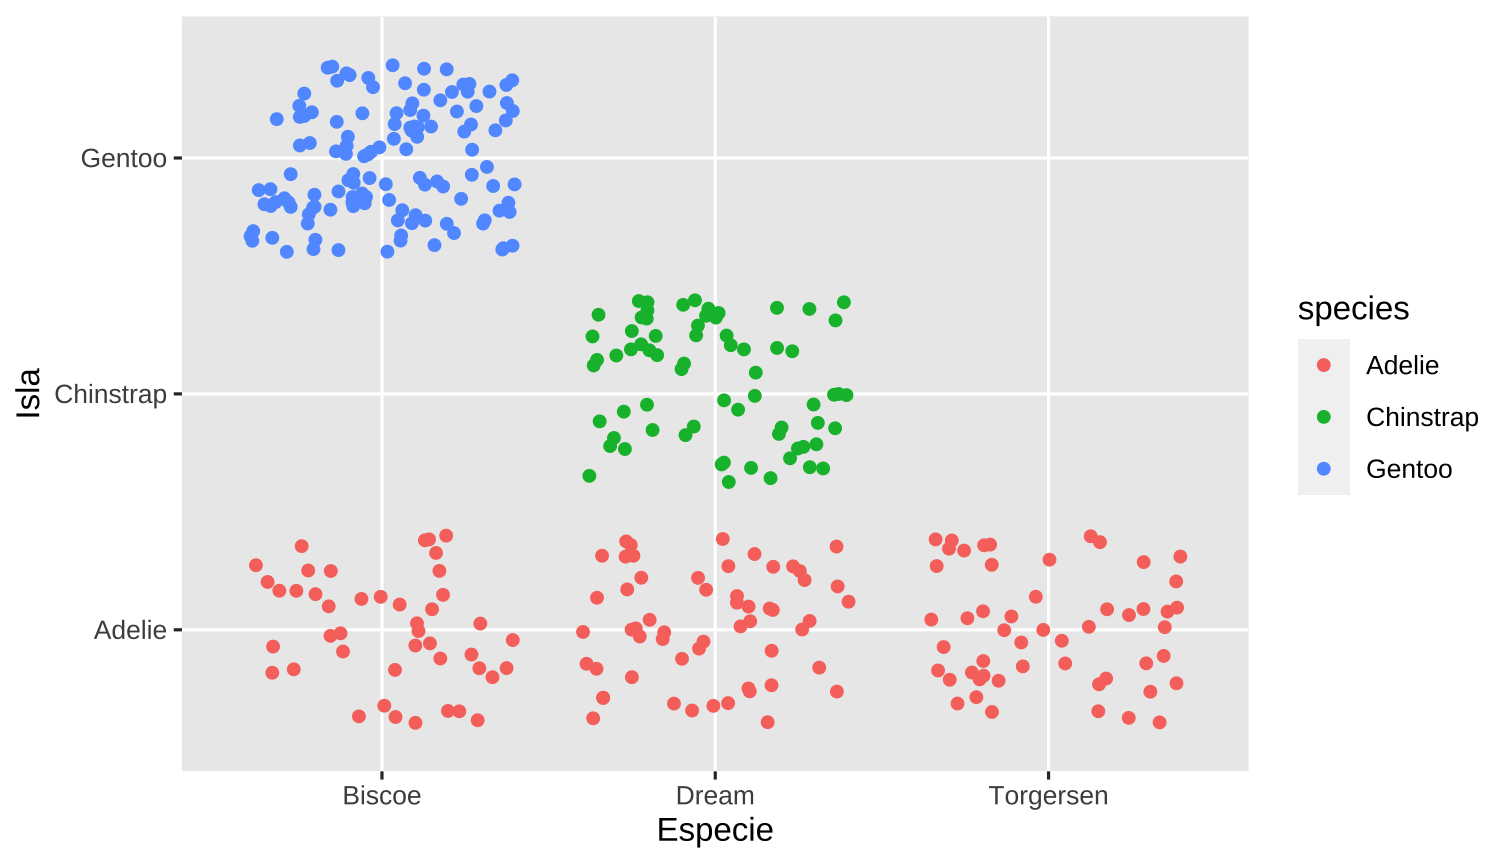 Isla
Gentoo
Chinstrap
Adelie
Biscoe
Dream
Torgersen
Especie
species
Adelie
Chinstrap
Gentoo